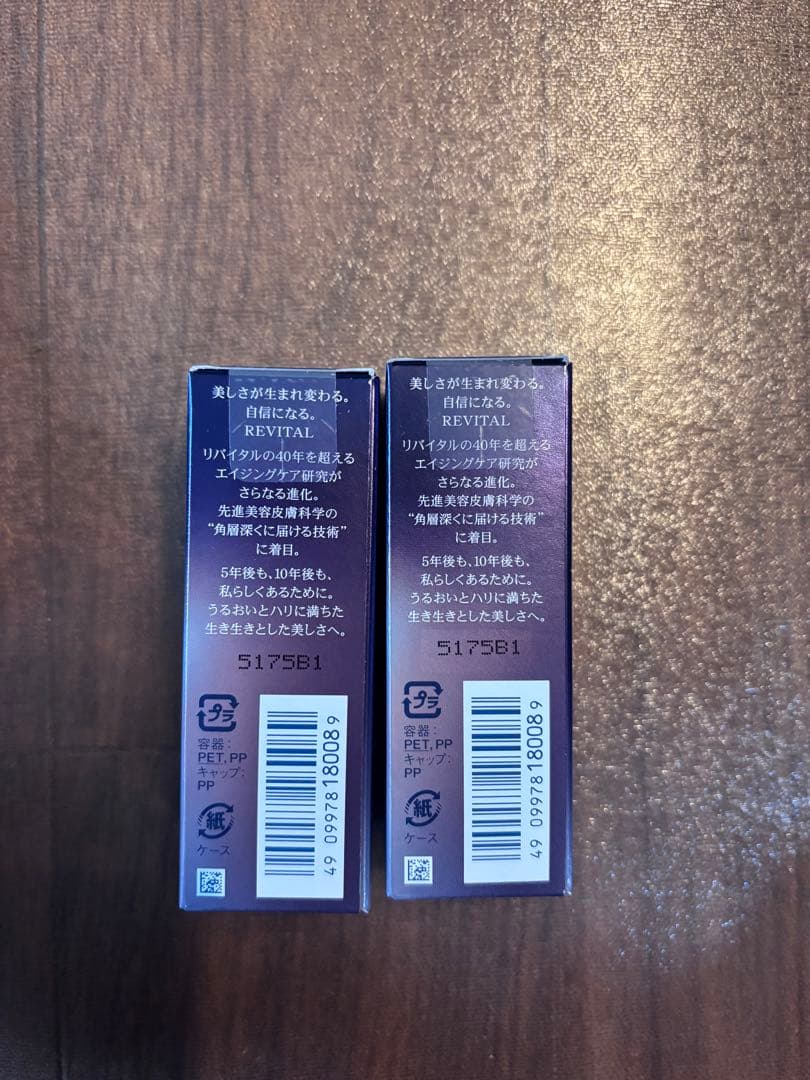 美しさが生まれ変わる。
自信になる。
REVITAL
リバイタルの40年を超える
エイジングケア研究が
さらなる進化。
先進美容皮膚科学の
“角層深くに届ける技術”
に着目。
5年後も、10年後も、
私らしくあるために。
うるおいとハリに満ちた
生き生きとした美しさへ。
5175B1
プラ
容器:
PET, PP
キャップ:
PP
紙
ケース
49 09978 180089
美しさが生まれ変わる。
自信になる。
REVITAL
リバイタルの40年を超える
エイジングケア研究が
さらなる進化。
先進美容皮膚科学の
“角層深くに届ける技術”
に着目。
5年後も、10年後も、
私らしくあるために。
うるおいとハリに満ちた
生き生きとした美しさへ。
5175B1
プラ
容器:
PET, PP
キャップ:
PP
紙
ケース
49 09978 180089